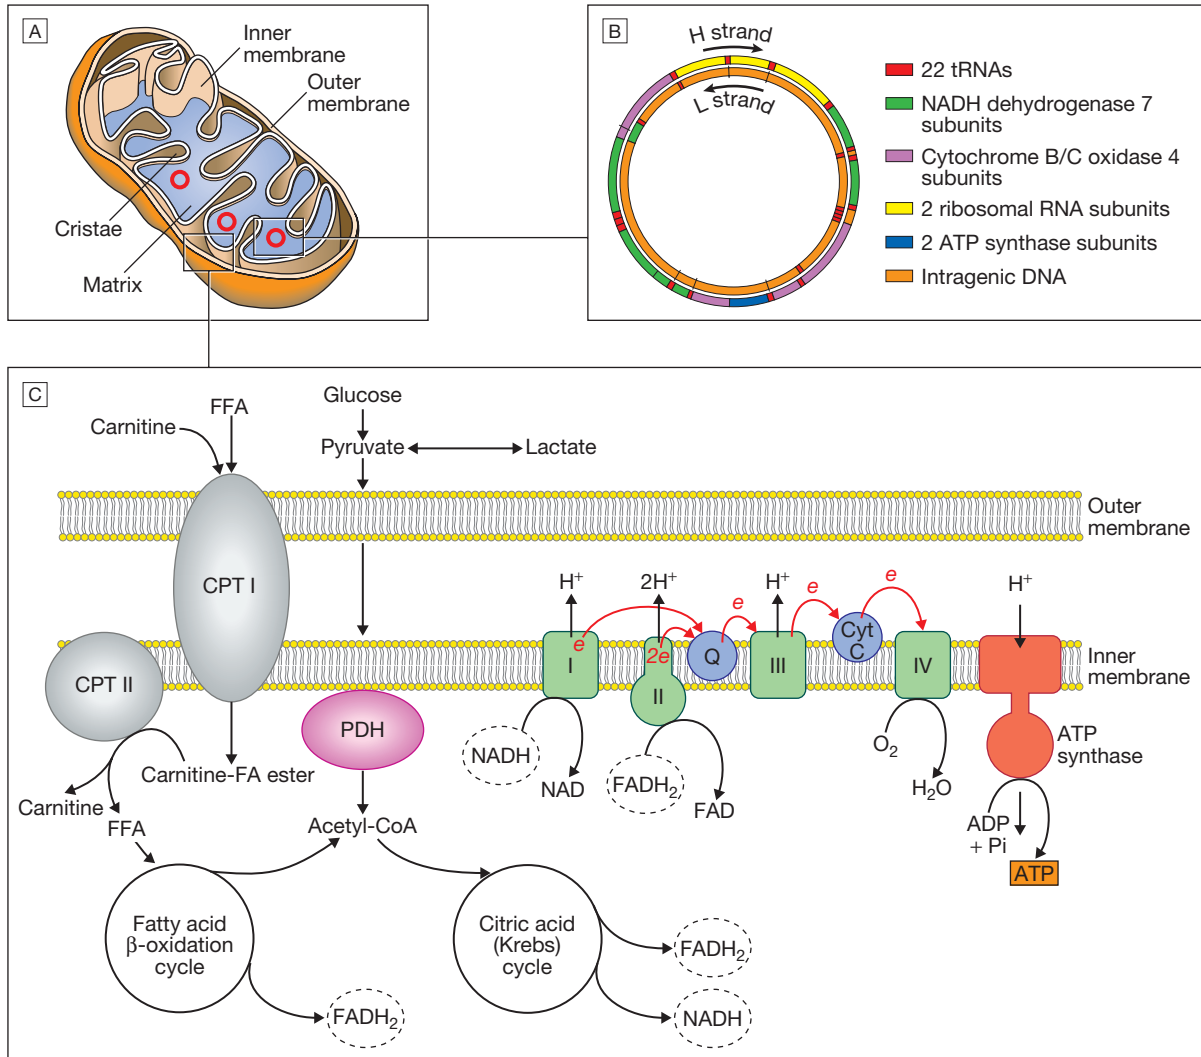 A
Inner
membrane
Outer
membrane
Cristae
Matrix
B
H strand
L strand
22 tRNAs
NADH dehydrogenase 7
subunits
Cytochrome B/C oxidase 4
subunits
2 ribosomal RNA subunits
2 ATP synthase subunits
Intragenic DNA
C
Carnitine
FFA
Glucose
Pyruvate
Lactate
Outer
membrane
CPT I
CPT II
H+
2H+
H+
H+
e
e
e
e
2e
I
II
Q
III
Cyt
C
IV
Inner
membrane
PDH
ATP
synthase
NADH
NAD
FADH2
FAD
O2
H2O
ADP
+ Pi
ATP
Carnitine-FA ester
Carnitine
FFA
Acetyl-CoA
Fatty acid
β-oxidation
cycle
Citric acid
(Krebs)
cycle
FADH2
FADH2
NADH